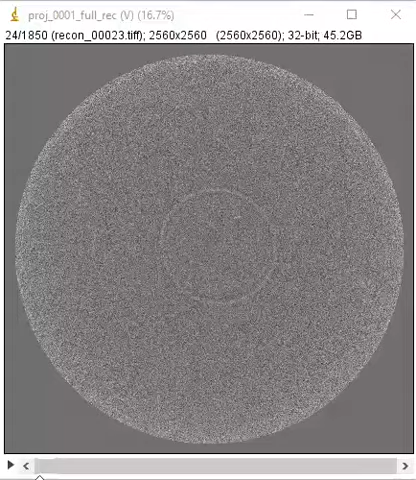 proj_0001_full_rec (V) (16.7%)
24/1850 (recon_00023.tiff); 2560x2560 (2560x2560); 32-bit; 45.2GB